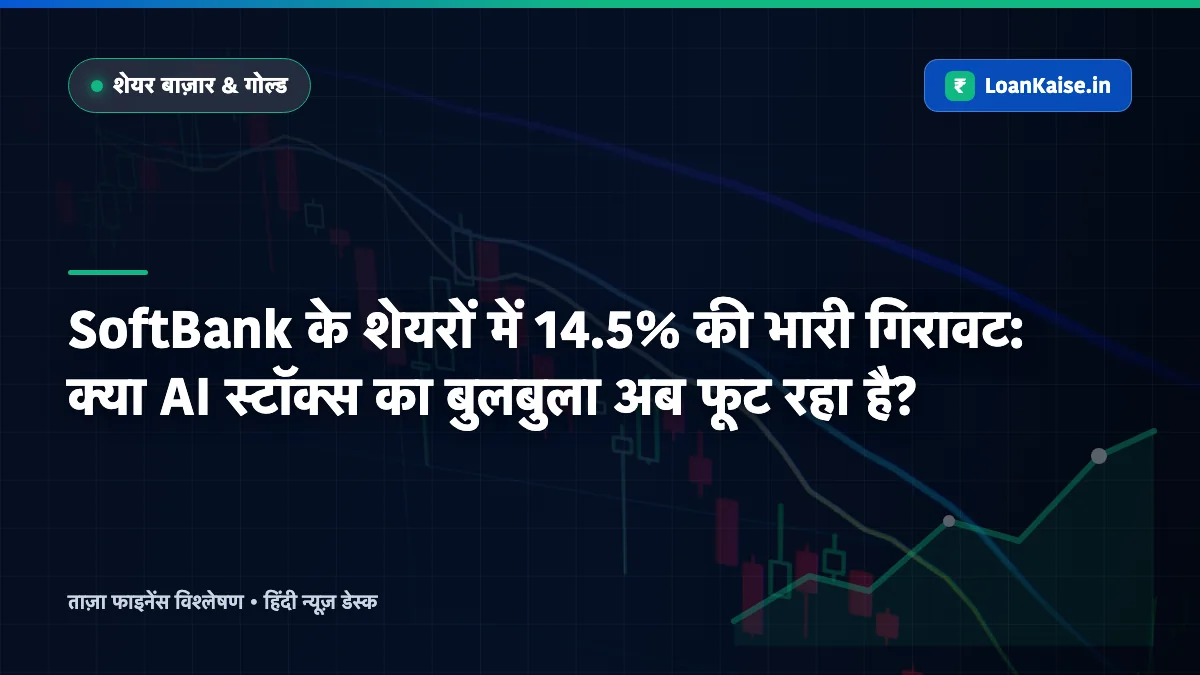 शेयर बाज़ार & गोल्ड
₹ LoanKaise.in
SoftBank के शेयरों में 14.5% की भारी गिरावट:
क्या AI स्टॉक्स का बुलबुला अब फूट रहा है?
ताज़ा फाइनेंस विश्लेषण • हिंदी न्यूज़ डेस्क